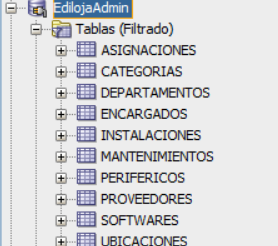 EdilojaAdmin
Tablas (Filtrado)
ASIGNACIONES
CATEGORIAS
DEPARTAMENTOS
ENCARGADOS
INSTALACIONES
MANTENIMIENTOS
PERIFERICOS
PROVEEDORES
SOFTWARES
UBICACIONES